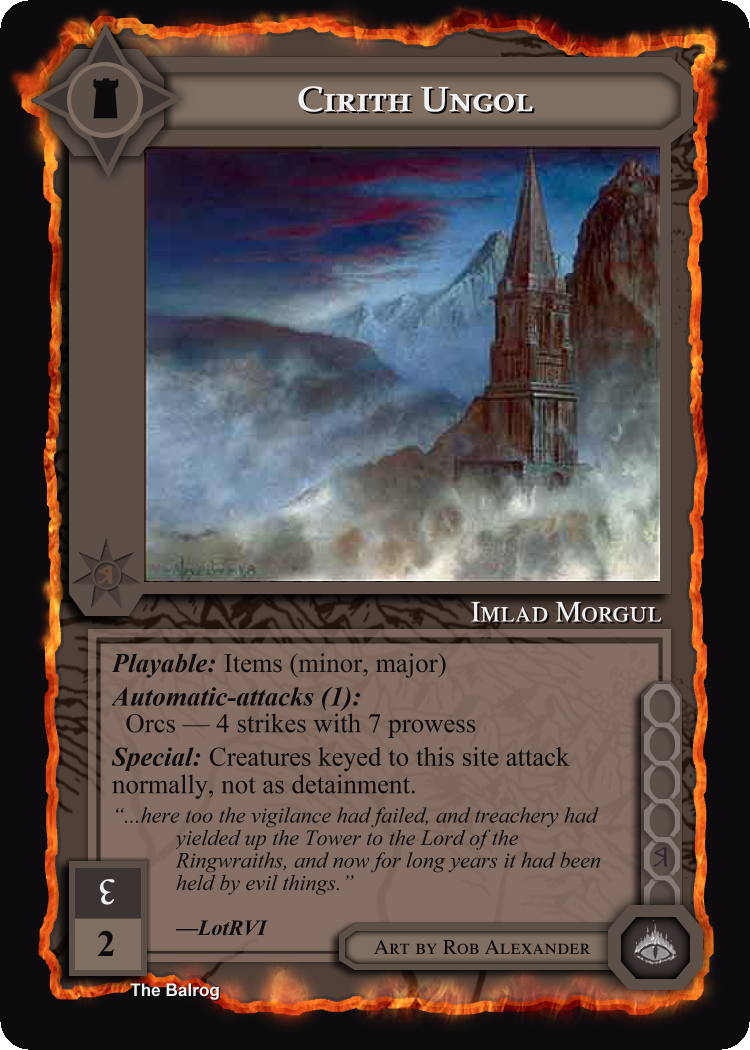 Cirith Ungol
Imlad Morgul
Playable: Items (minor, major)
Automatic-attacks (1):
Orcs — 4 strikes with 7 prowess
Special: Creatures keyed to this site attack
normally, not as detainment.
“...here too the vigilance had failed, and treachery had
yielded up the Tower to the Lord of the
Ringwraiths, and now for long years it had been
held by evil things.”
—LotRVI
2
Art by Rob Alexander
The Balrog